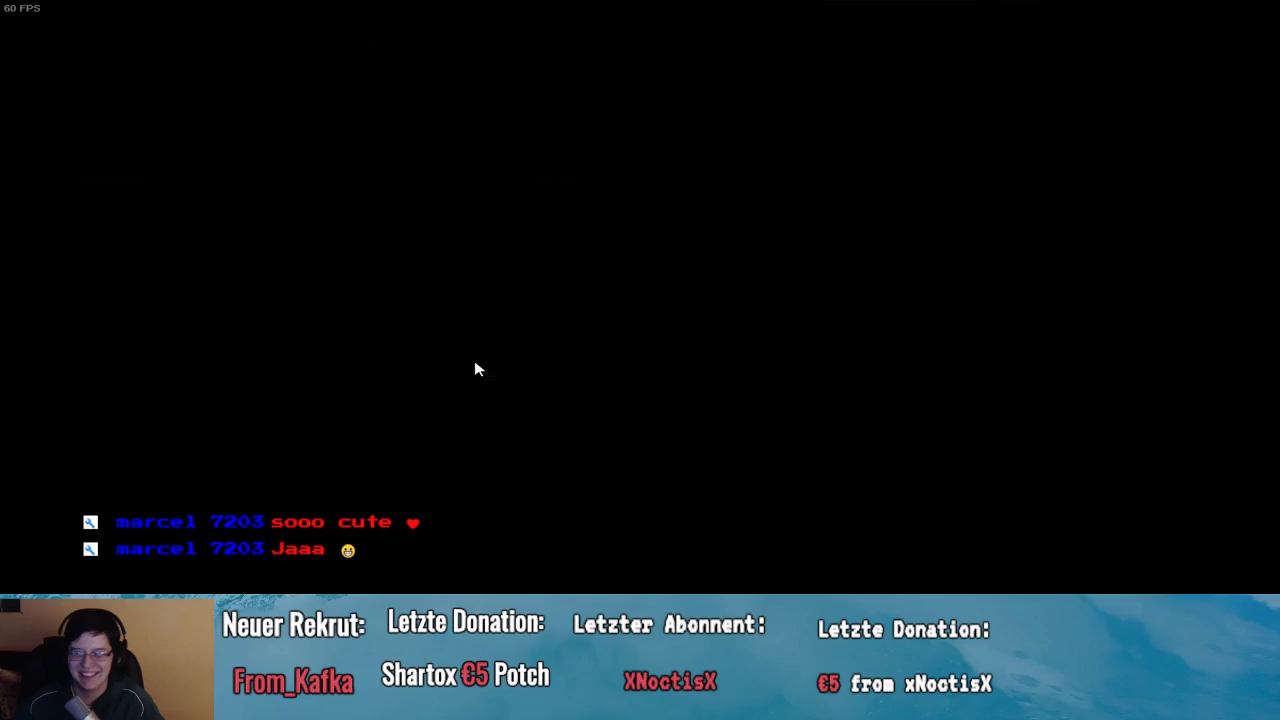 60 FPS
marcel 7203 sooo cute ❤
marcel 7203 Jaaa 😁
Neuer Rekrut:
From_Kafka
Letzte Donation:
Shartox €5 Potch
Letzter Abonnent:
XNoctisX
Letzte Donation:
€5 from xNoctisX